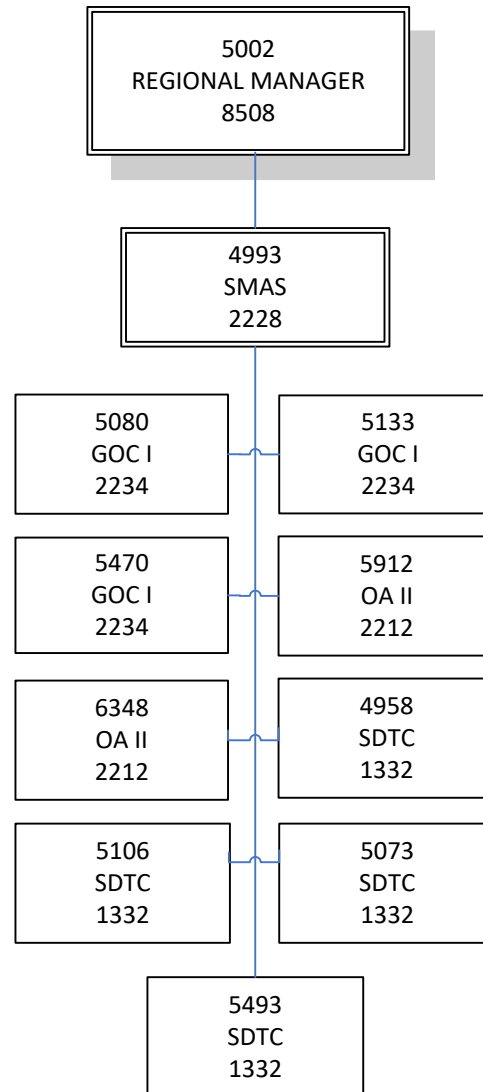 5002
REGIONAL MANAGER
8508
4993
SMAS
2228
5080
GOC I
2234
5133
GOC I
2234
5470
GOC I
2234
5912
OA II
2212
6348
OA II
2212
4958
SDTC
1332
5106
SDTC
1332
5073
SDTC
1332
5493
SDTC
1332